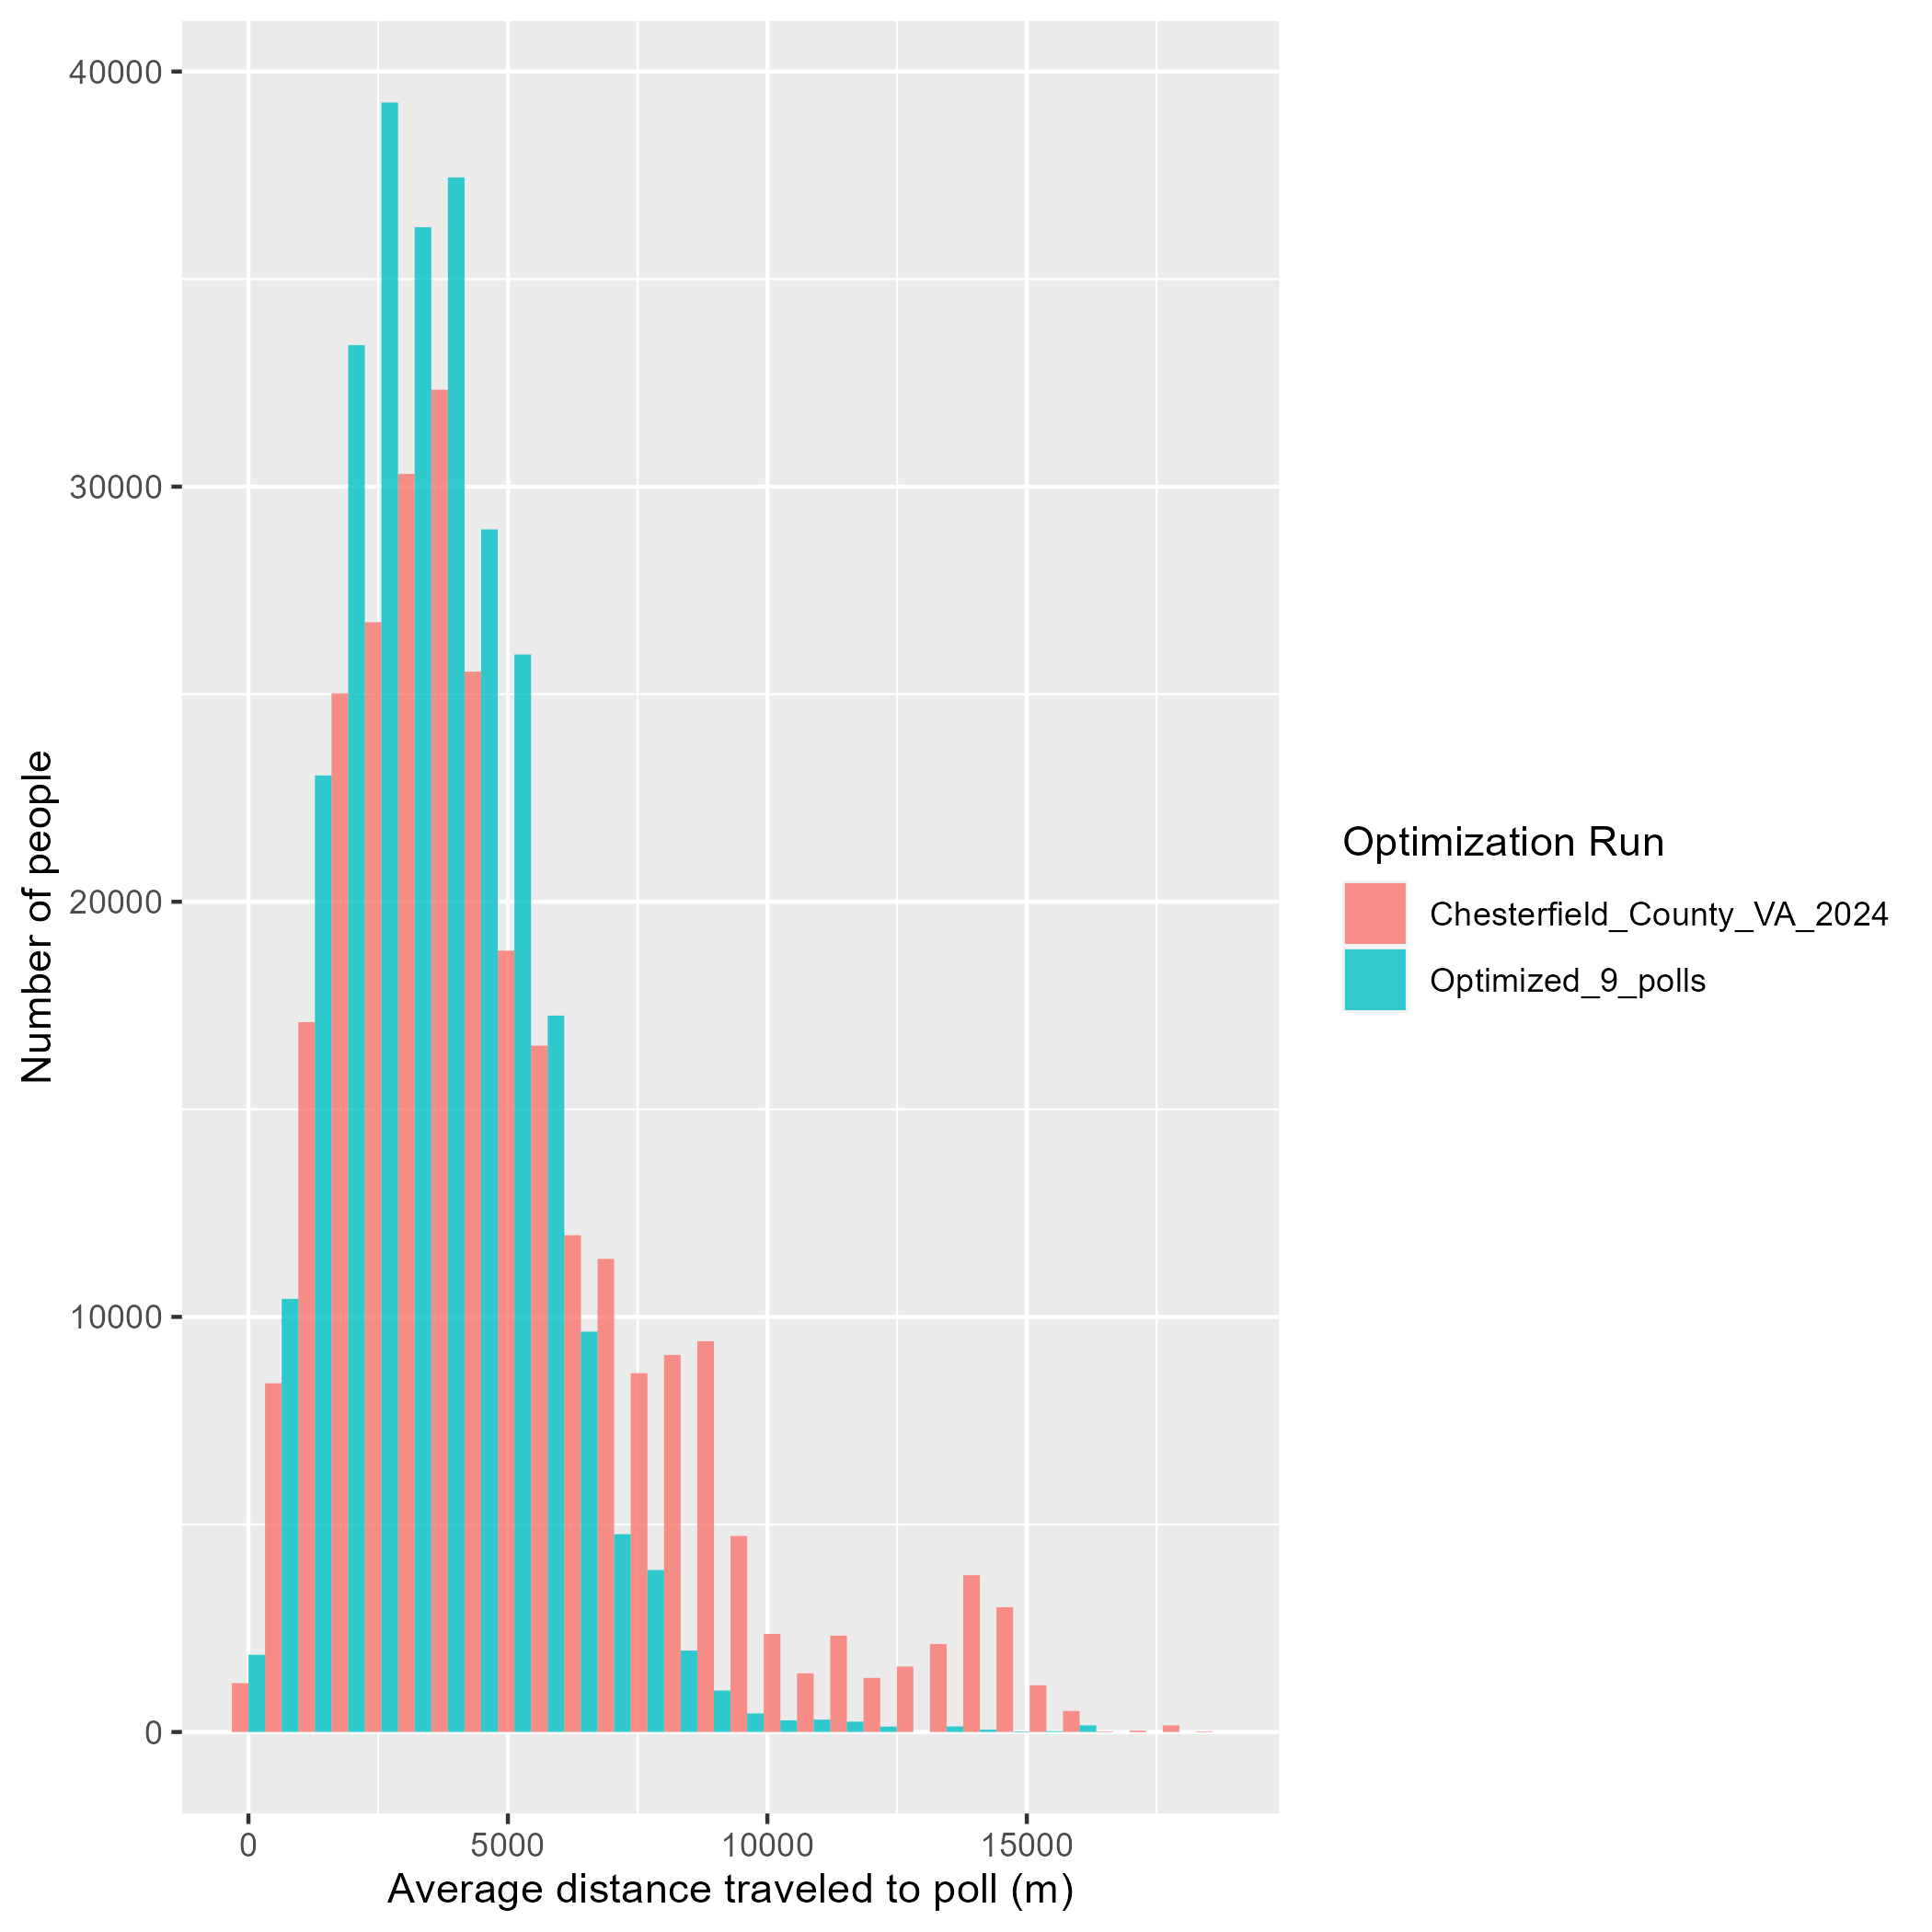 40000
30000
20000
10000
0
Number of people
0 5000 10000 15000
Average distance traveled to poll (m)
Optimization Run
Chesterfield_County_VA_2024
Optimized_9_polls